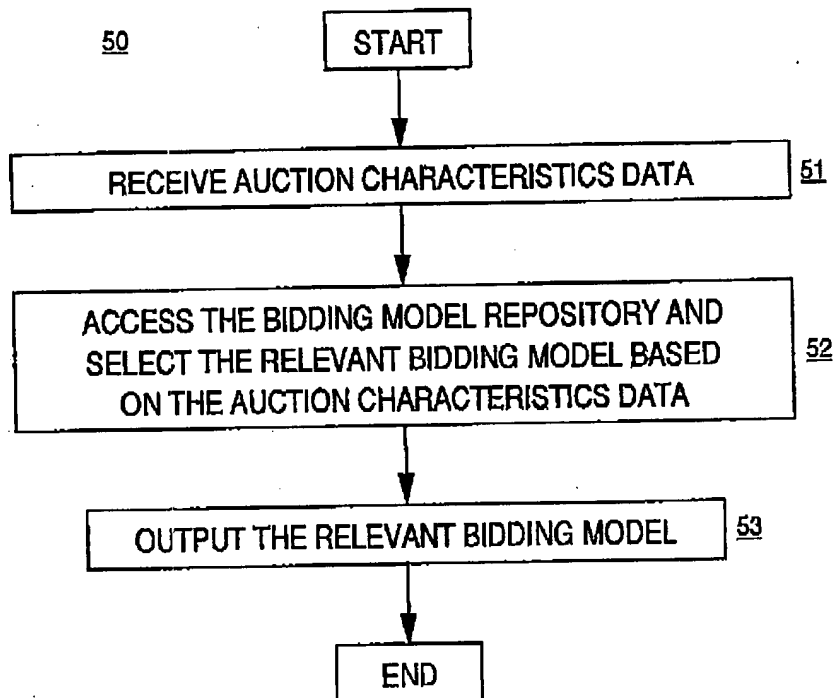 50
START
RECEIVE AUCTION CHARACTERISTICS DATA
51
ACCESS THE BIDDING MODEL REPOSITORY AND
SELECT THE RELEVANT BIDDING MODEL BASED
ON THE AUCTION CHARACTERISTICS DATA
52
OUTPUT THE RELEVANT BIDDING MODEL
53
END